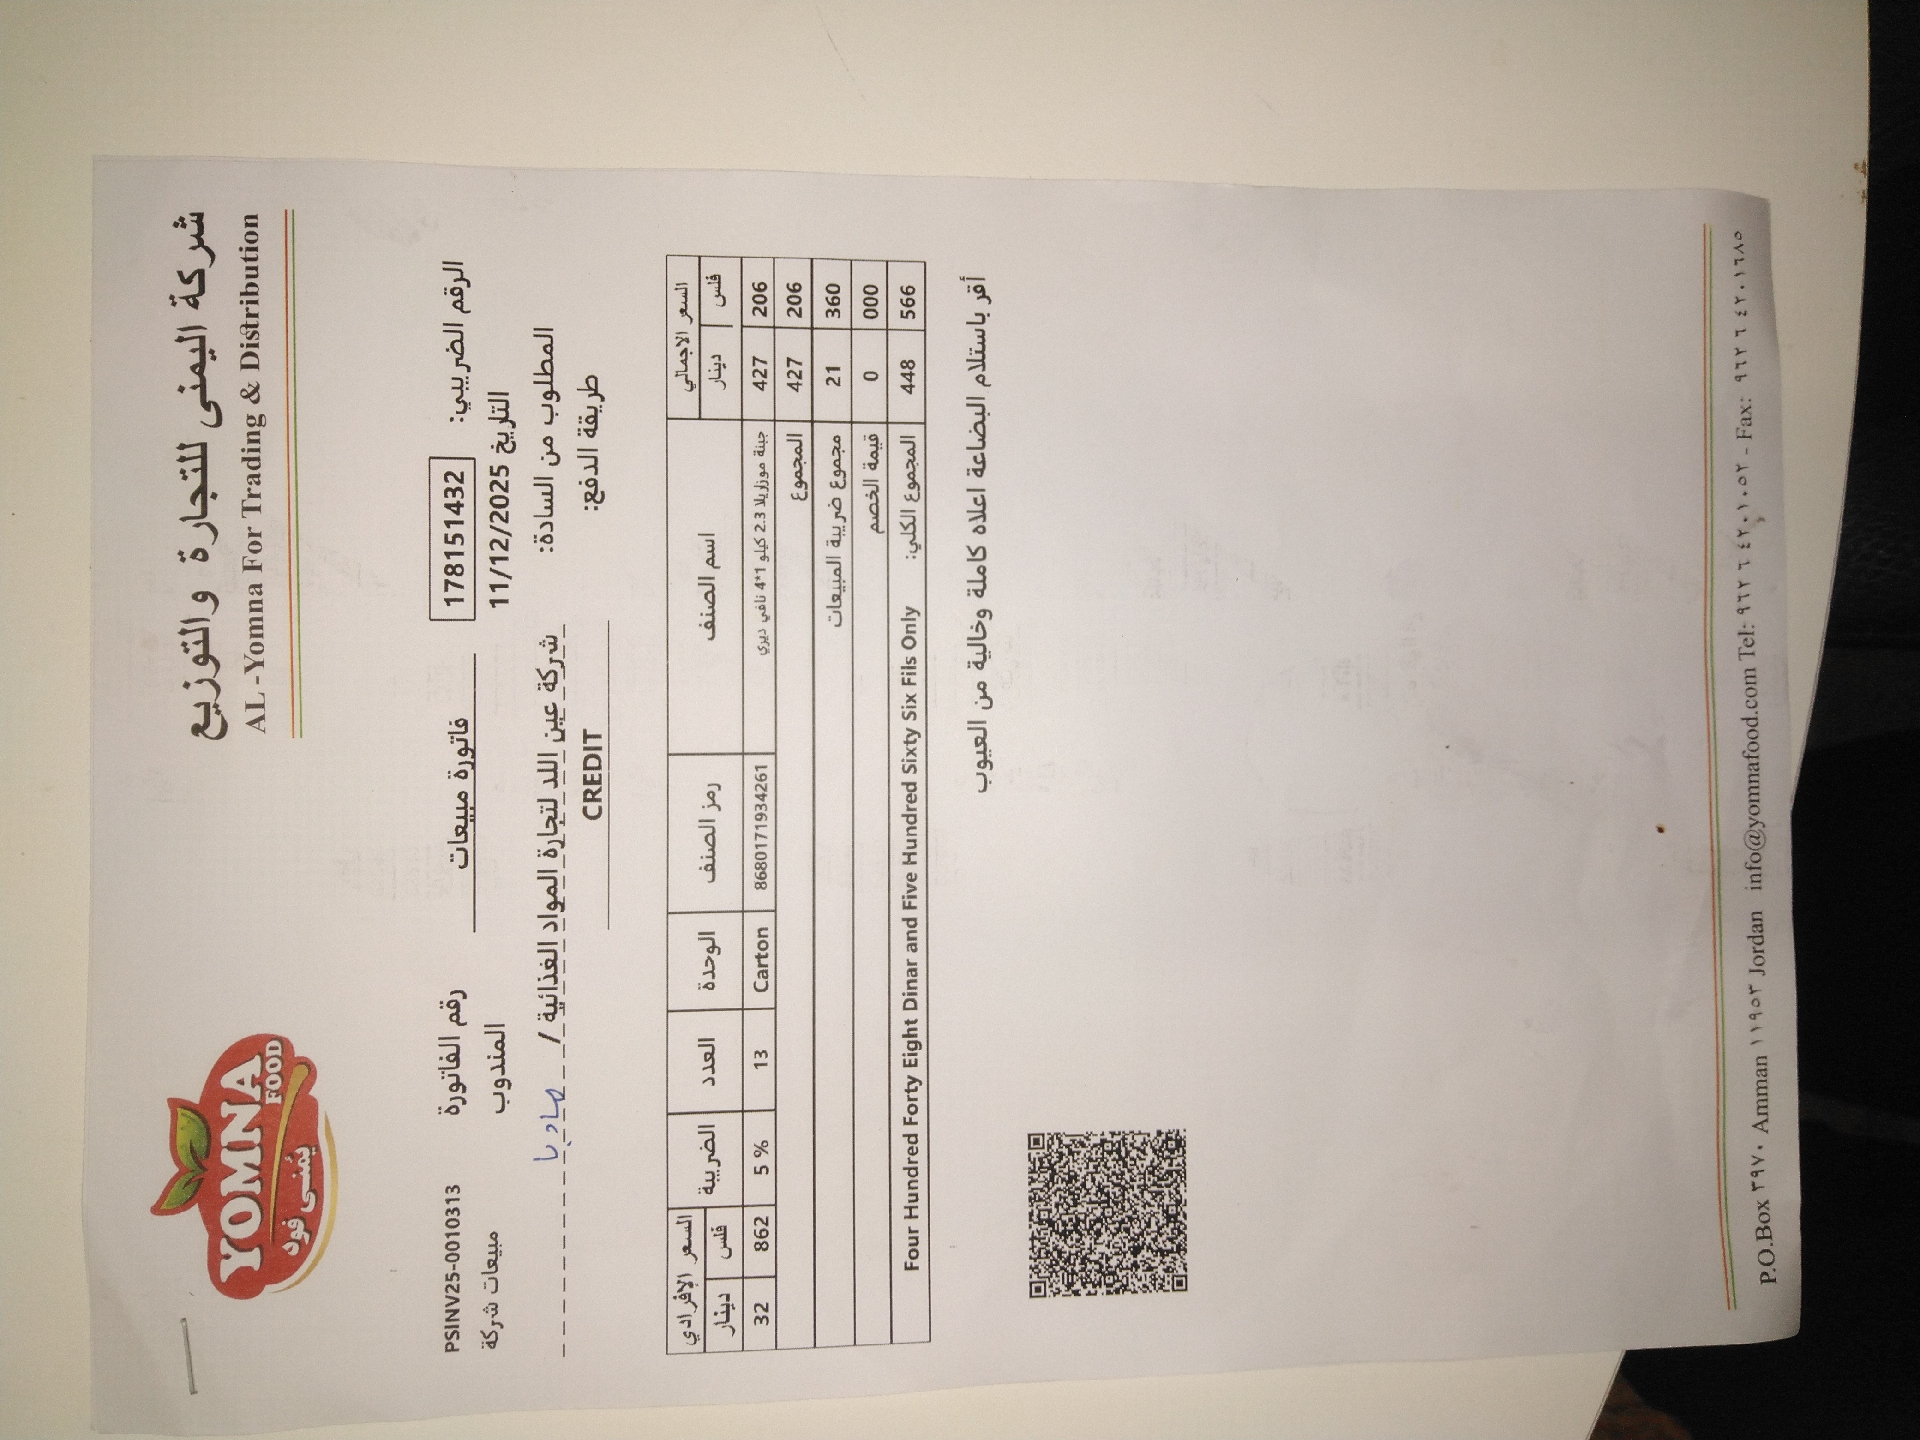 شركة اليمنى للتجارة والتوزيع
AL -Yomna For Trading & Distribution
YOMNA
FOOD
يمنى فود
الرقم الضريبي: 178151432 فاتورة مبيعات رقم الفاتورة PSINV25-0010313
التاريخ 11/12/2025 المندوب مبيعات شركة
المطلوب من السادة: شركة عين اللد لتجارة المواد الغذائية / مادبا
طريقة الدفع: CREDIT
السعر الاجمالي اسم الصنف رمز الصنف الوحدة العدد الضريبة السعر الإفرادي
فلس دينار فلس دينار
206 427 جبنة موزاريلا 2.3 كيلو 1*4 نافي ديري 8680171934261 Carton 13 5 % 862 32
206 427 المجموع
360 21 مجموع ضريبة المبيعات
000 0 قيمة الخصم
566 448 المجموع الكلي: Four Hundred Forty Eight Dinar and Five Hundred Sixty Six Fils Only
أقر باستلام البضاعة اعلاه كاملة وخالية من العيوب
P.O.Box ٣٩٧٠ Amman ١١٩٥٣ Jordan info@yomnafood.com Tel: ٩٦٢ ٦ ٤٢٠١٠٥٢ - Fax: ٩٦٢ ٦ ٤٢٠١٦٨٥